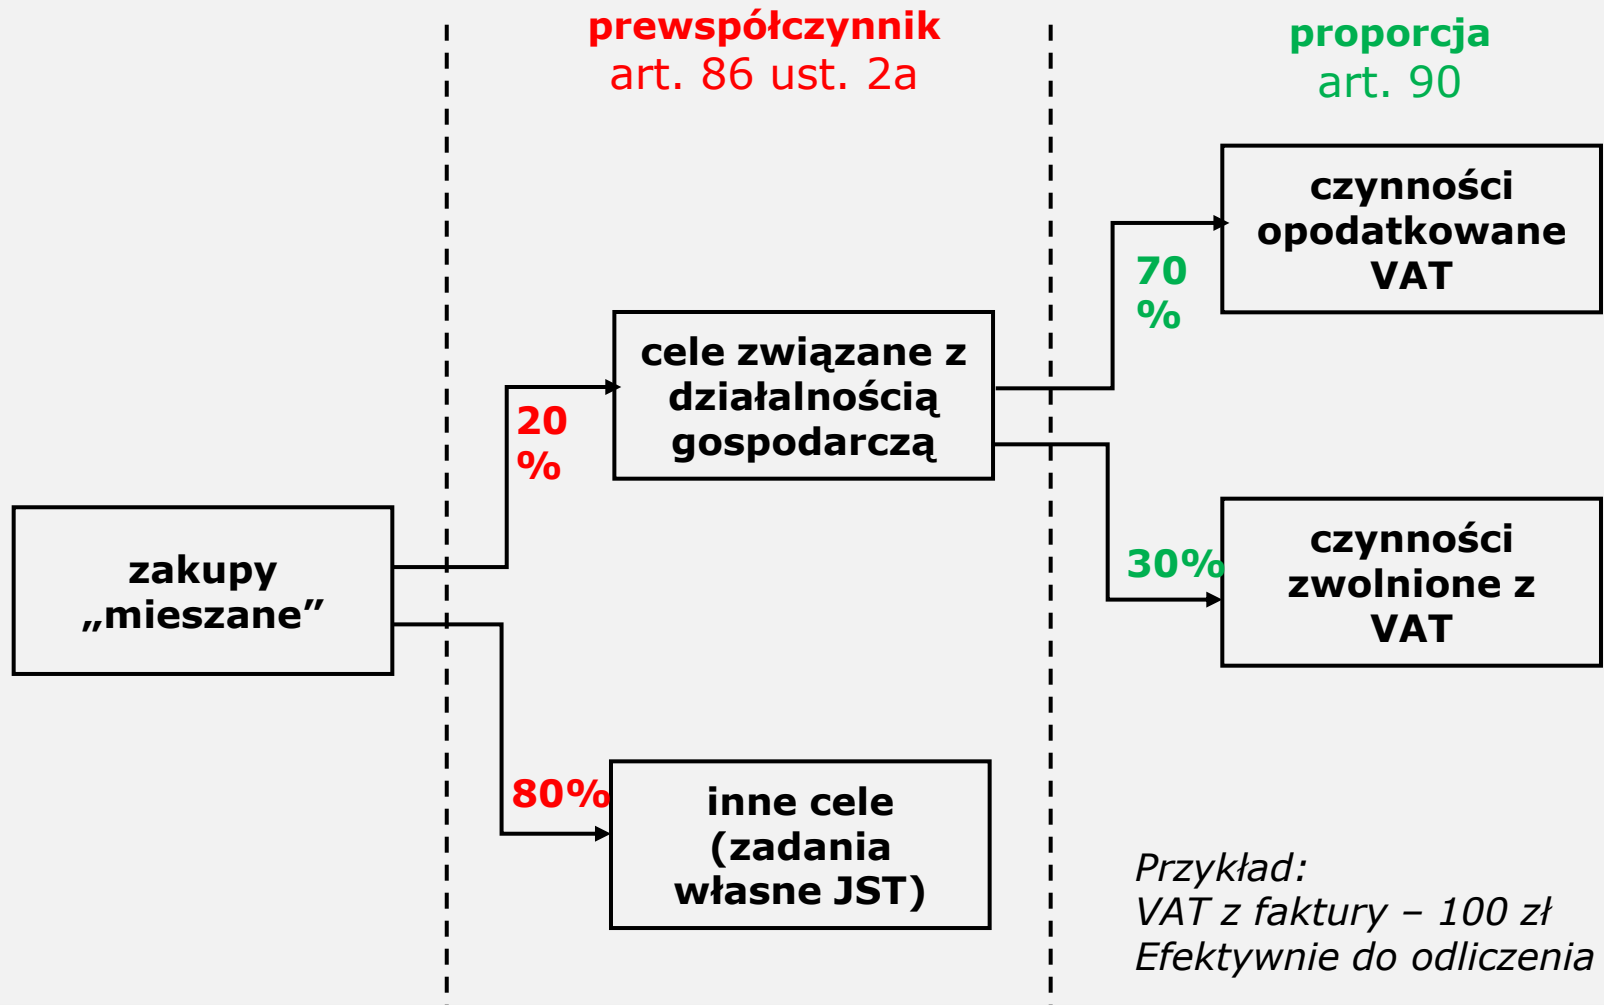 prewspółczynnik
art. 86 ust. 2a
proporcja
art. 90
czynności
opodatkowane
VAT
70
%
cele związane z
działalnością
gospodarczą
20
%
zakupy
„mieszane”
30%
czynności
zwolnione z
VAT
80%
inne cele
(zadania
własne JST)
Przykład:
VAT z faktury – 100 zł
Efektywnie do odliczenia